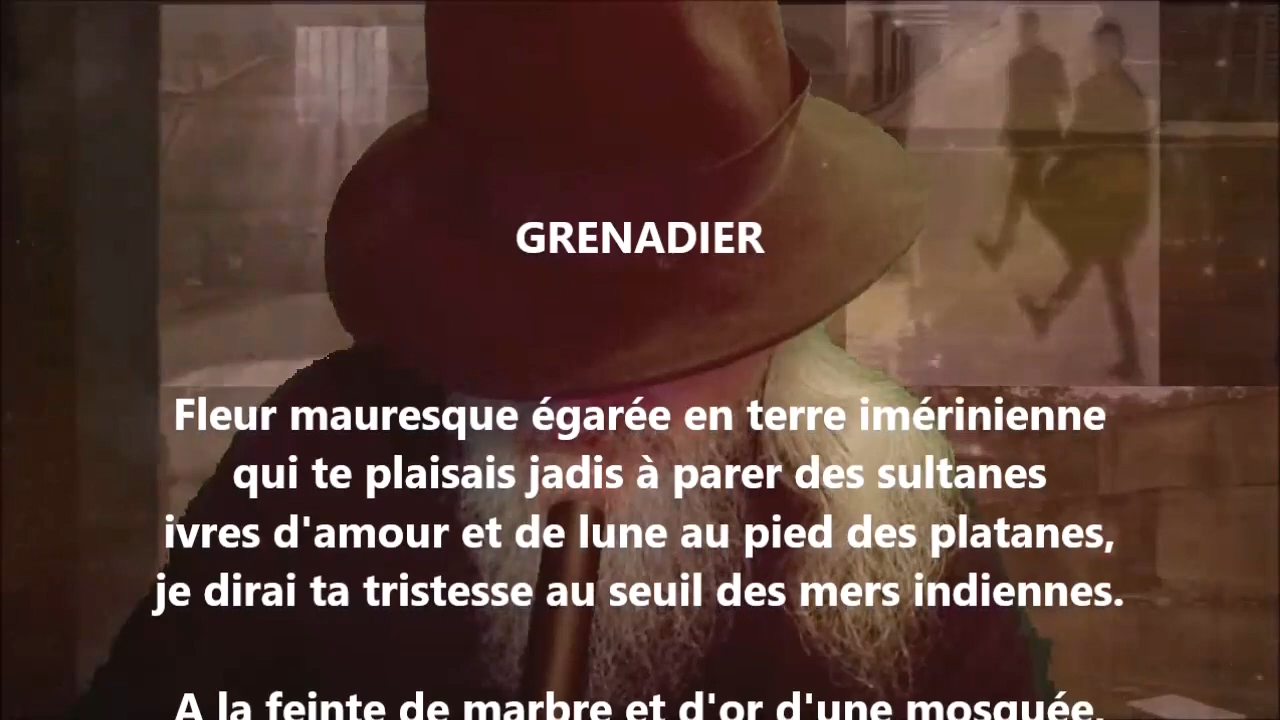 GRENADIER
Fleur mauresque égarée en terre imérinienne
qui te plaisais jadis à parer des sultanes
ivres d'amour et de lune au pied des platanes,
je dirai ta tristesse au seuil des mers indiennes.
A la feinte de marbre et d'or d'une mosquée,